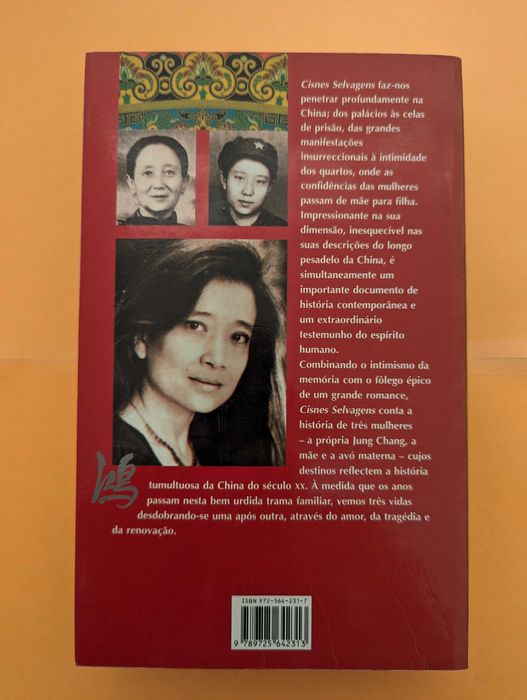 Cisnes Selvagens faz-nos
penetrar profundamente na
China; dos palácios às celas
de prisão, das grandes
manifestações
insurreccionais à intimidade
dos quartos, onde as
confidências das mulheres
passam de mãe para filha.
Impressionante na sua
dimensão, inesquecível nas
suas descrições do longo
pesadelo da China, é
simultaneamente um
importante documento de
história contemporânea e
um extraordinário
testemunho do espírito
humano.
Combinando o intimismo da
memória com o fôlego épico
de um grande romance,
Cisnes Selvagens conta a
história de três mulheres
– a própria Jung Chang, a
mãe e a avó materna – cujos
destinos reflectem a história
tumultuosa da China do século XX. À medida que os anos
passam nesta bem urdida trama familiar, vemos três vidas
desdobrando-se uma após outra, através do amor, da tragédia e
da renovação.
鴻
ISBN 972-564-231-7
9 789725 642313